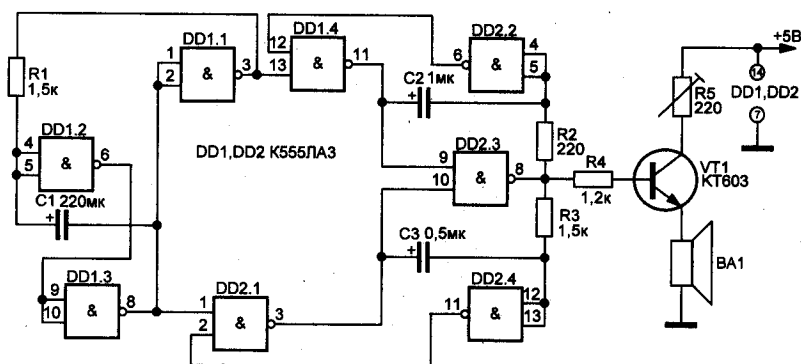 DD1.1
1
2
&
3
DD1.4
12
13
&
11
DD2.2
6
&
4
5
+5В
14
DD1,DD2
7
R1
1,5к
DD1.2
4
5
&
6
C1 220мк
+
DD1,DD2 К555ЛА3
C2 1мк
+
R2
220
DD2.3
9
10
&
8
R4
1,2к
R5
220
VT1
КТ603
R3
1,5к
C3 0,5мк
+
BA1
DD1.3
9
10
&
8
DD2.1
1
2
&
3
DD2.4
11
&
12
13